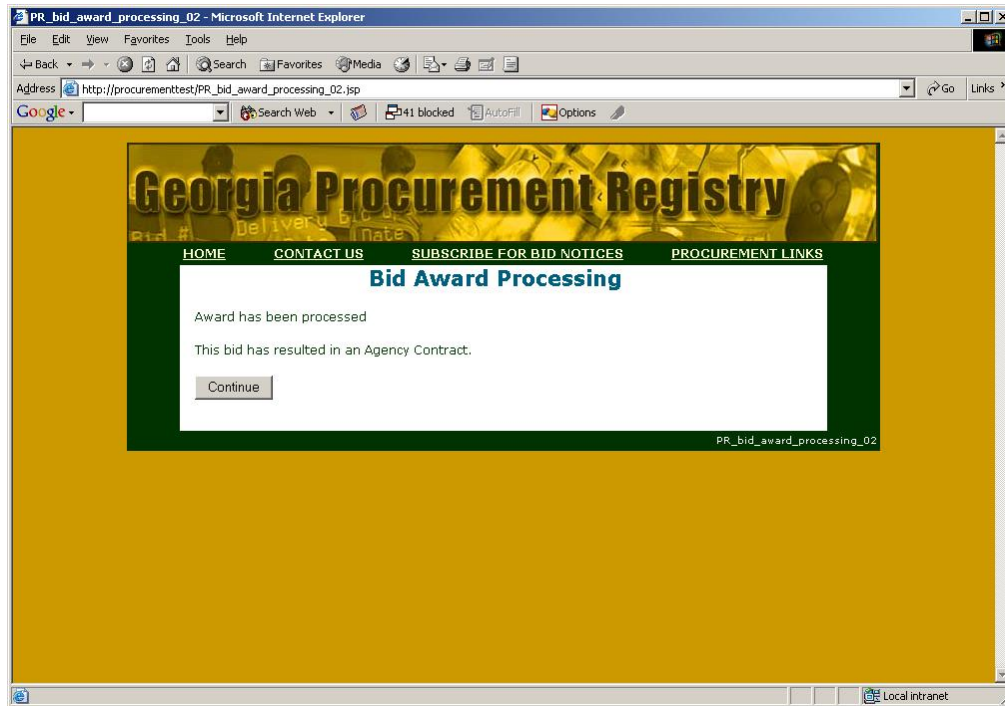 PR_bid_award_processing_02 - Microsoft Internet Explorer
File Edit View Favorites Tools Help
Back Search Favorites Media
Address http://procurementtest/PR_bid_award_processing_02.jsp Go Links
Google Search Web 41 blocked AutoFill Options
Georgia Procurement Registry
Bid # Delivery Bid Date
HOME CONTACT US SUBSCRIBE FOR BID NOTICES PROCUREMENT LINKS
Bid Award Processing
Award has been processed
This bid has resulted in an Agency Contract.
Continue
PR_bid_award_processing_02
Local intranet